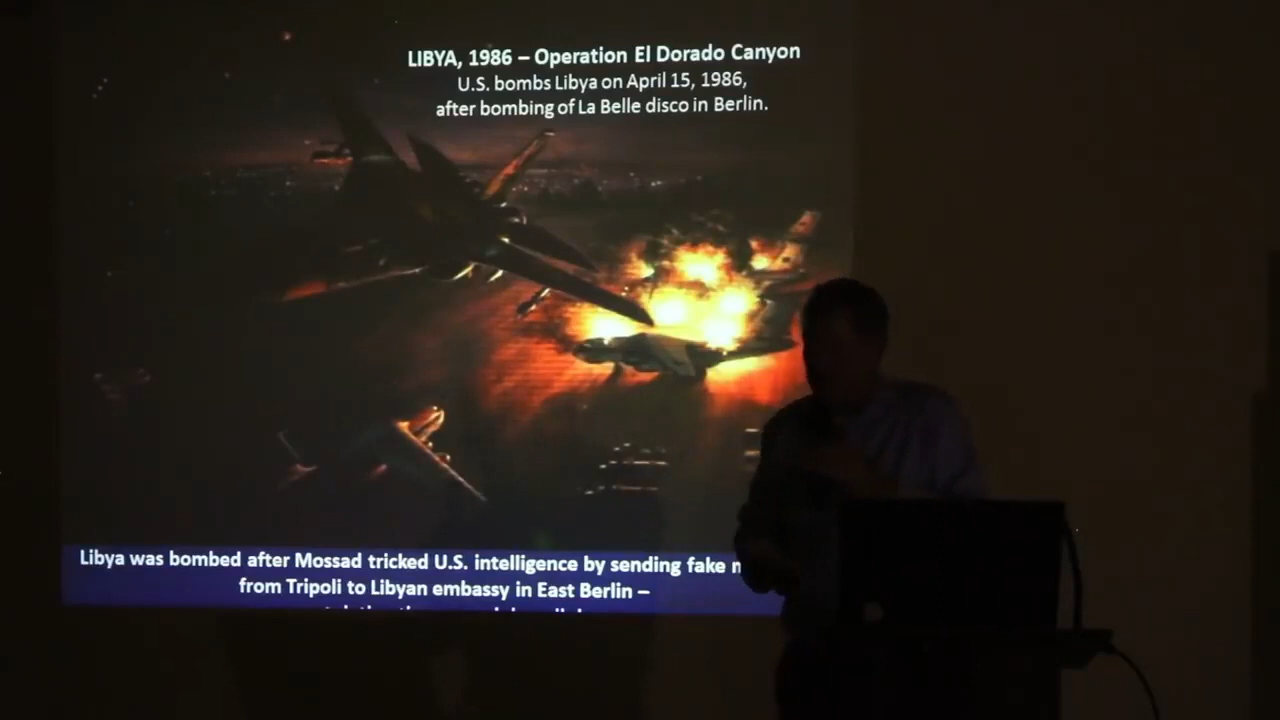 LIBYA, 1986 – Operation El Dorado Canyon
U.S. bombs Libya on April 15, 1986,
after bombing of La Belle disco in Berlin.
Libya was bombed after Mossad tricked U.S. intelligence by sending fake
from Tripoli to Libyan embassy in East Berlin –